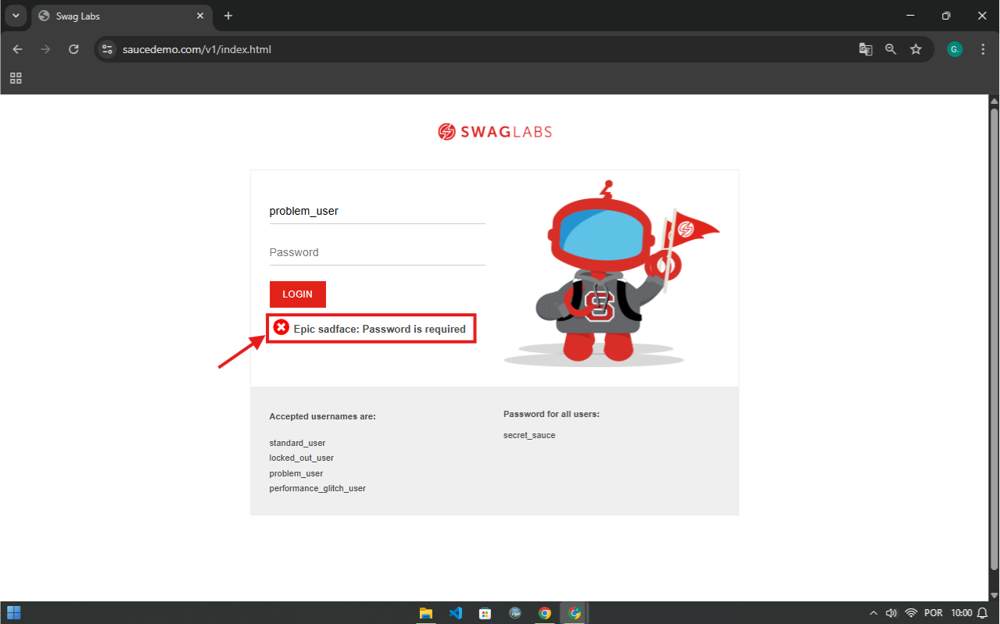 Swag Labs
saucedemo.com/v1/index.html
G.
SWAGLABS
problem_user
Password
LOGIN
Epic sadface: Password is required
S
Accepted usernames are:
standard_user
locked_out_user
problem_user
performance_glitch_user
Password for all users:
secret_sauce
POR
10:00